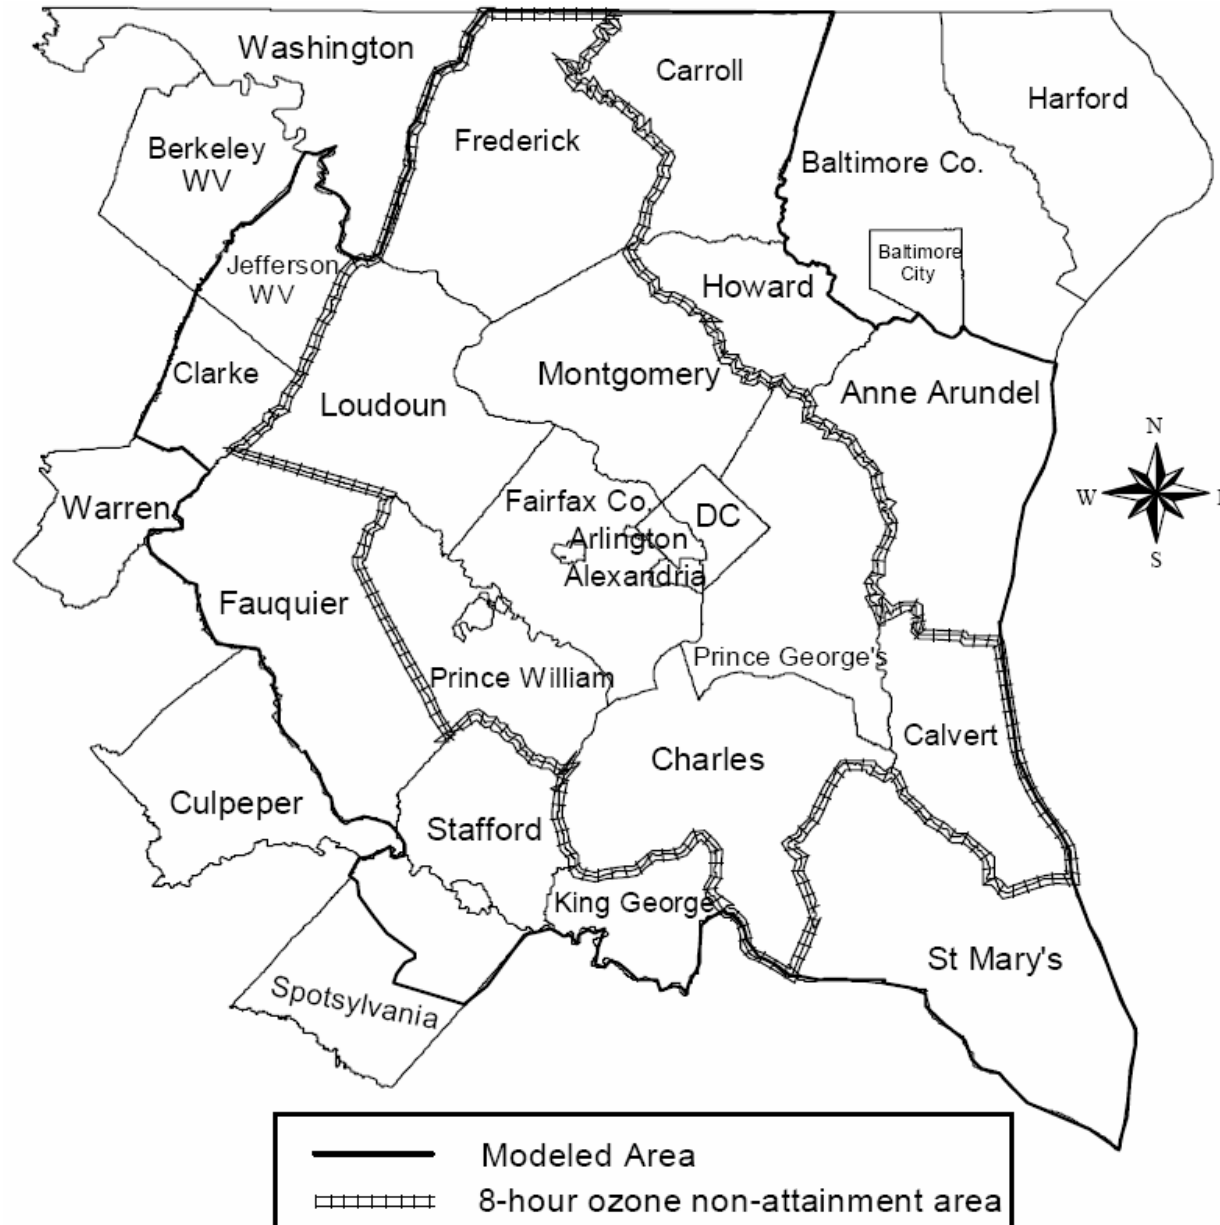 Washington
Carroll
Harford
Frederick
Berkeley
WV
Baltimore Co.
Baltimore
City
Jefferson
WV
Howard
Clarke
Montgomery
Loudoun
Anne Arundel
N
W
S
Warren
Fairfax Co.
DC
Arlington
Alexandria
Fauquier
Prince George's
Prince William
Calvert
Charles
Culpeper
Stafford
King George
St Mary's
Spotsylvania
Modeled Area
8-hour ozone non-attainment area